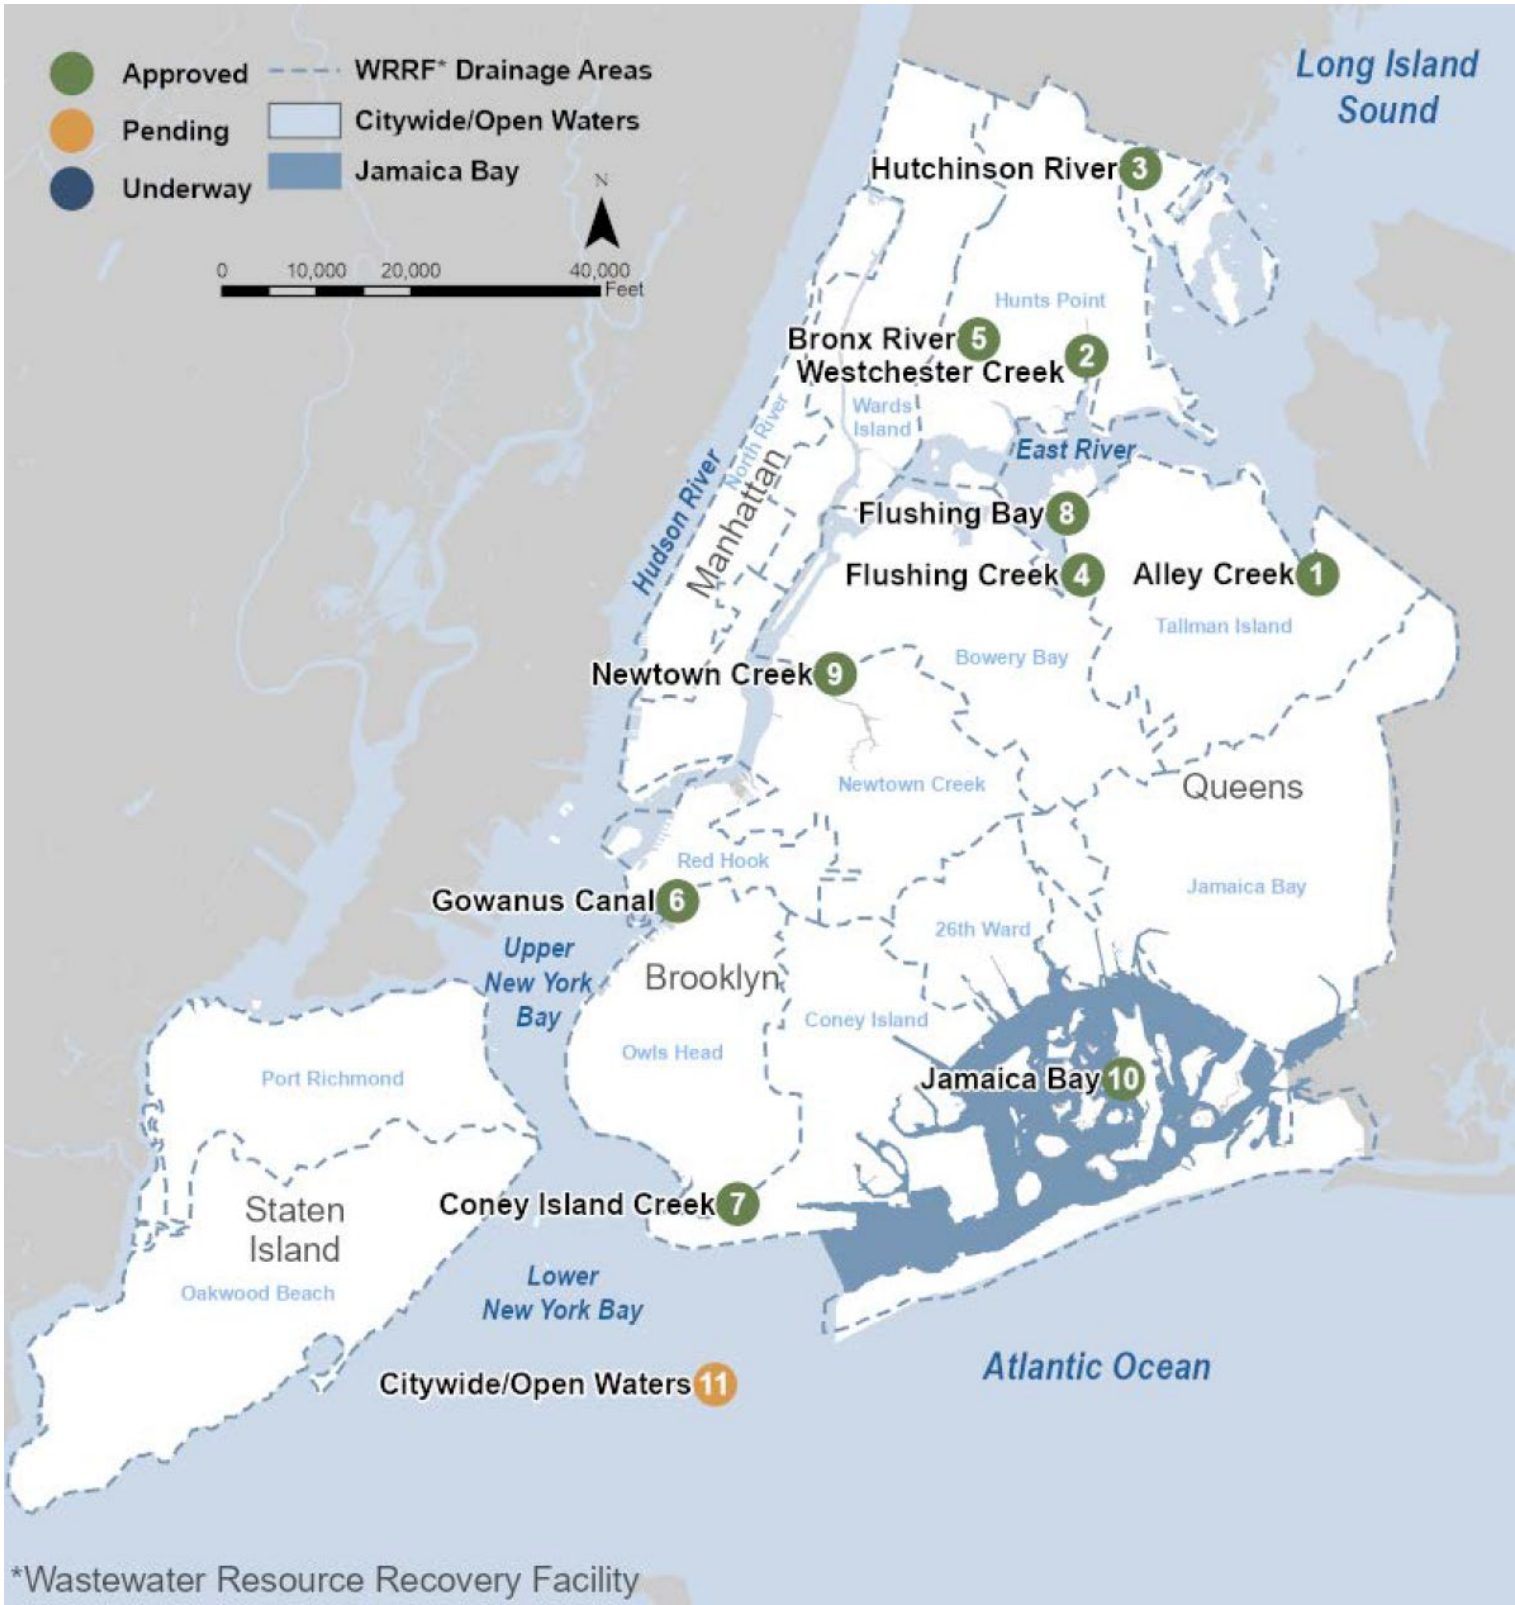 Approved
WRRF* Drainage Areas
Pending
Citywide/Open Waters
Underway
Jamaica Bay
N
0 10,000 20,000 40,000
Feet
Long Island
Sound
Hutchinson River 3
Hunts Point
Bronx River 5
2
Westchester Creek
Wards
Island
North River
East River
Hudson River
Manhattan
Flushing Bay 8
Flushing Creek 4
Alley Creek 1
Tallman Island
Bowery Bay
Newtown Creek 9
Newtown Creek
Queens
Red Hook
Jamaica Bay
Gowanus Canal 6
26th Ward
Upper
New York
Bay
Brooklyn
Coney Island
Owls Head
Port Richmond
Jamaica Bay 10
Coney Island Creek 7
Staten
Island
Oakwood Beach
Lower
New York Bay
Atlantic Ocean
Citywide/Open Waters 11
*Wastewater Resource Recovery Facility